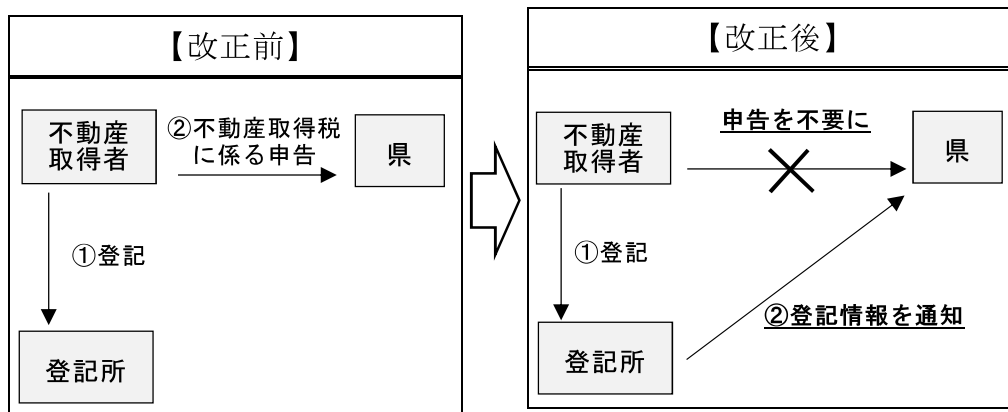 【改正前】
不動産
取得者
②不動産取得税
に係る申告
県
①登記
登記所
【改正後】
不動産
取得者
申告を不要に
県
①登記
②登記情報を通知
登記所